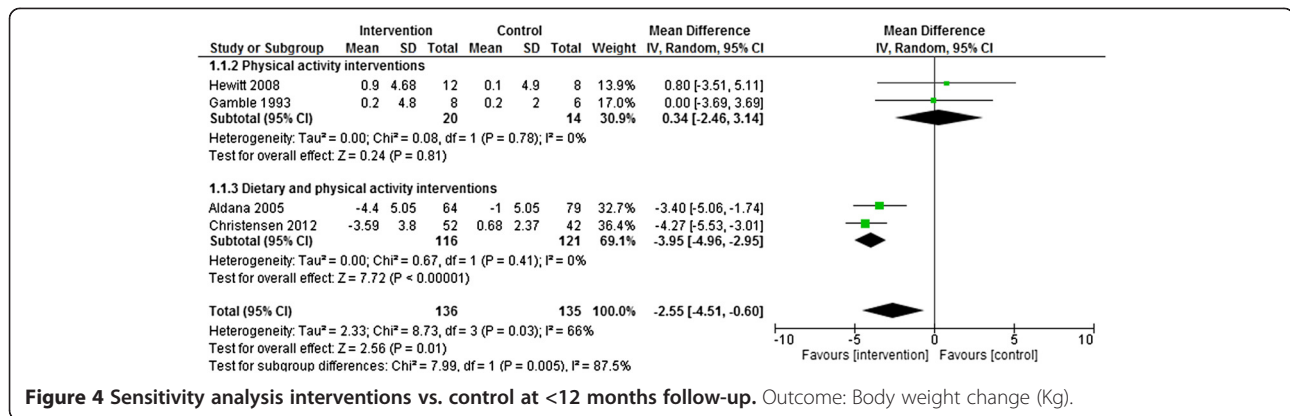 Intervention Control Mean Difference Mean Difference
Study or Subgroup Mean SD Total Mean SD Total Weight IV, Random, 95% CI IV, Random, 95% CI
1.1.2 Physical activity interventions
Hewitt 2008 0.9 4.68 12 0.1 4.9 8 13.9% 0.80 [-3.51, 5.11]
Gamble 1993 0.2 4.8 8 0.2 2 6 17.0% 0.00 [-3.69, 3.69]
Subtotal (95% CI) 20 14 30.9% 0.34 [-2.46, 3.14]
Heterogeneity: Tau² = 0.00; Chi² = 0.08, df = 1 (P = 0.78); I² = 0%
Test for overall effect: Z = 0.24 (P = 0.81)
1.1.3 Dietary and physical activity interventions
Aldana 2005 -4.4 5.05 64 -1 5.05 79 32.7% -3.40 [-5.06, -1.74]
Christensen 2012 -3.59 3.8 52 0.68 2.37 42 36.4% -4.27 [-5.53, -3.01]
Subtotal (95% CI) 116 121 69.1% -3.95 [-4.96, -2.95]
Heterogeneity: Tau² = 0.00; Chi² = 0.67, df = 1 (P = 0.41); I² = 0%
Test for overall effect: Z = 7.72 (P < 0.00001)
Total (95% CI) 136 135 100.0% -2.55 [-4.51, -0.60]
Heterogeneity: Tau² = 2.33; Chi² = 8.73, df = 3 (P = 0.03); I² = 66%
Test for overall effect: Z = 2.56 (P = 0.01)
Test for subgroup differences: Chi² = 7.99, df = 1 (P = 0.005), I² = 87.5%
-10 -5 0 5 10
Favours [intervention] Favours [control]
Figure 4 Sensitivity analysis interventions vs. control at <12 months follow-up. Outcome: Body weight change (Kg).